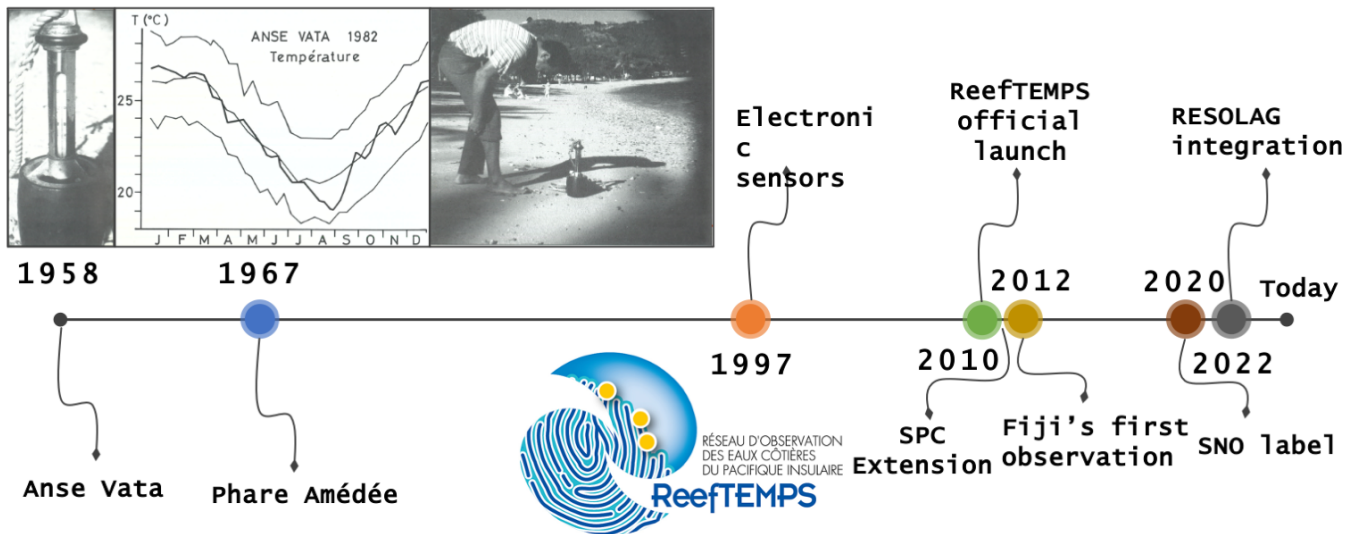 T (°C)
ANSE VATA 1982
Température
25
20
J F M A M J J A S O N D
Electroni
c
sensors
ReefTEMPS
official
launch
RESOLAG
integration
1958
1967
2012
2020
Today
1997
2010
2022
Anse Vata
Phare Amédée
RÉSEAU D'OBSERVATION
DES EAUX CÔTIÈRES
DU PACIFIQUE INSULAIRE
ReefTEMPS
SPC
Extension
Fiji's first
observation
SNO label